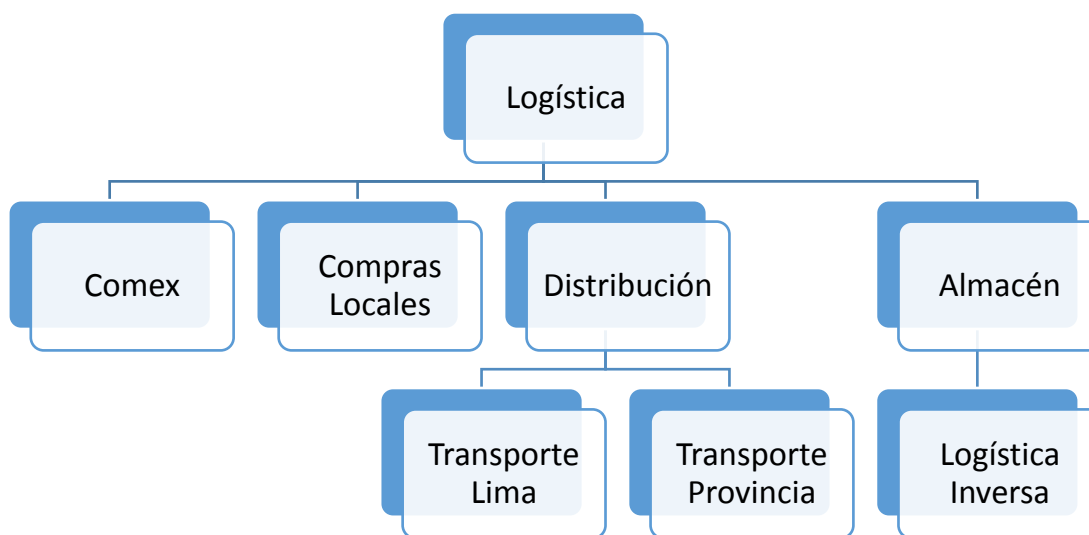 Logística
Comex
Compras
Locales
Distribución
Almacén
Transporte
Lima
Transporte
Provincia
Logística
Inversa